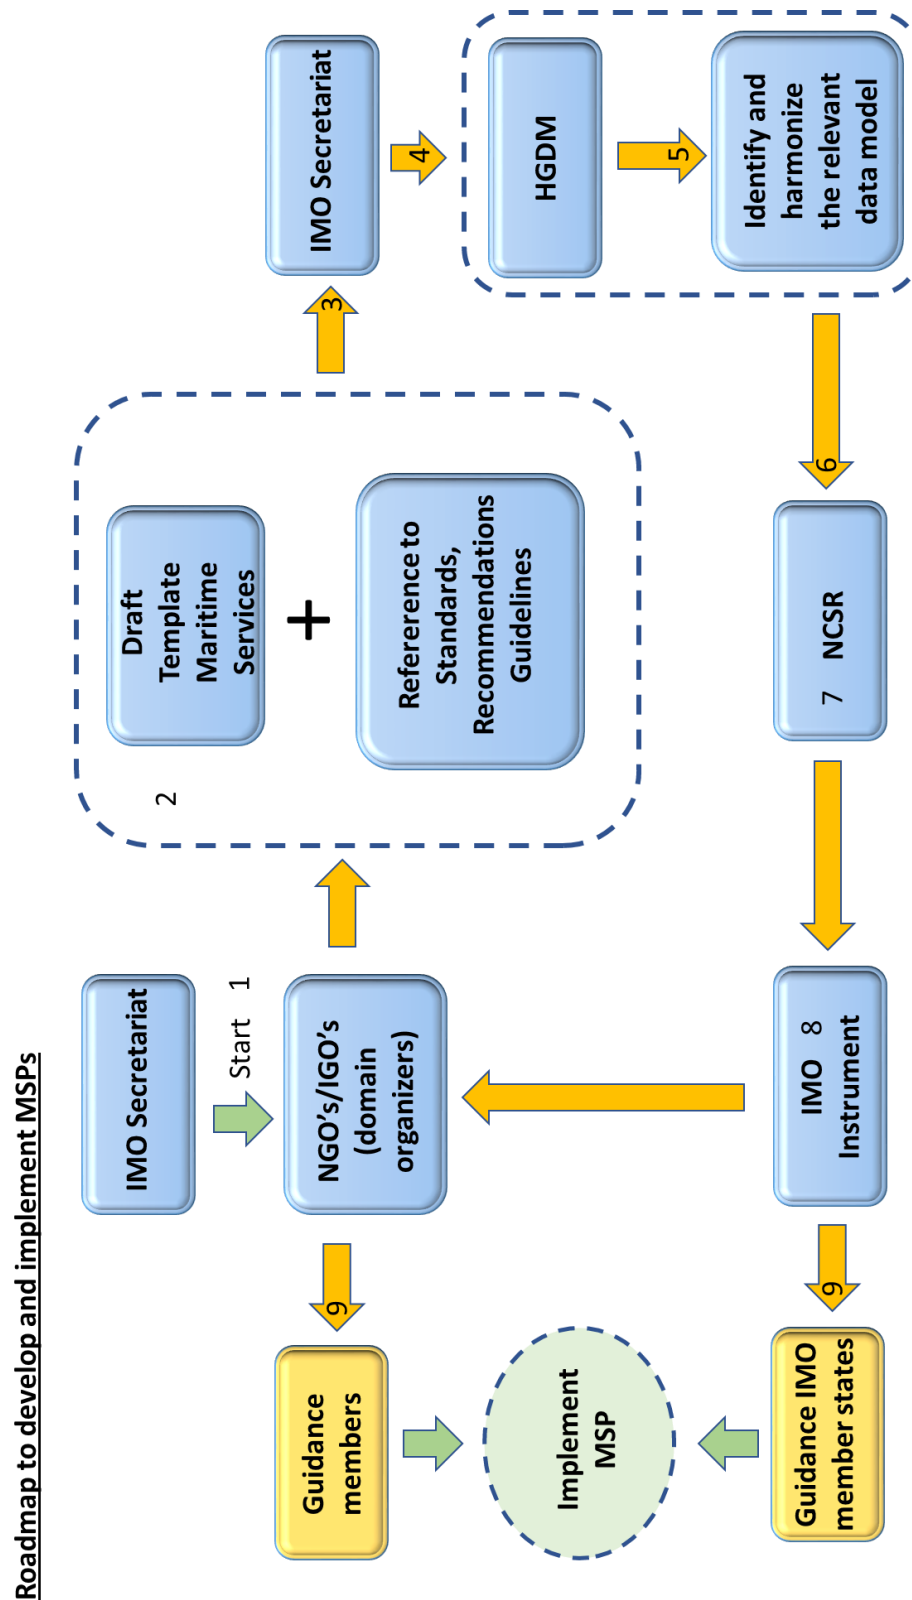 Roadmap to develop and implement MSPs
IMO Secretariat
Start 1
NGO's/IGO's
(domain
organizers)
2
Draft
Template
Maritime
Services
+
Refererence to
Standards,
Recommendations
Guidelines
3
IMO Secretariat
4
HGDM
5
Identify and
harmonize
the relevant
data model
6
7 NCSR
IMO 8
Instrument
9
Guidance
members
9
Guidance IMO
member states
Implement
MSP